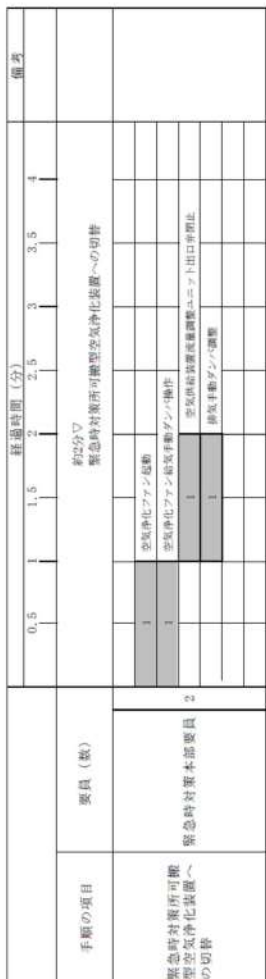 経過時間（分）
備考
手順の項目
要員（数）
0.5
1
1.5
2
2.5
3
3.5
4
約2分▽
緊急時対策所可搬型空気浄化装置への切替
緊急時対策所可搬
型空気浄化装置へ
の切替
緊急時対策本部要員
2
1
空気浄化ファン起動
1
空気浄化ファン給気手動ダンパ操作
1
空気供給装置流量調整ユニット出口弁閉止
1
排気手動ダンパ調整